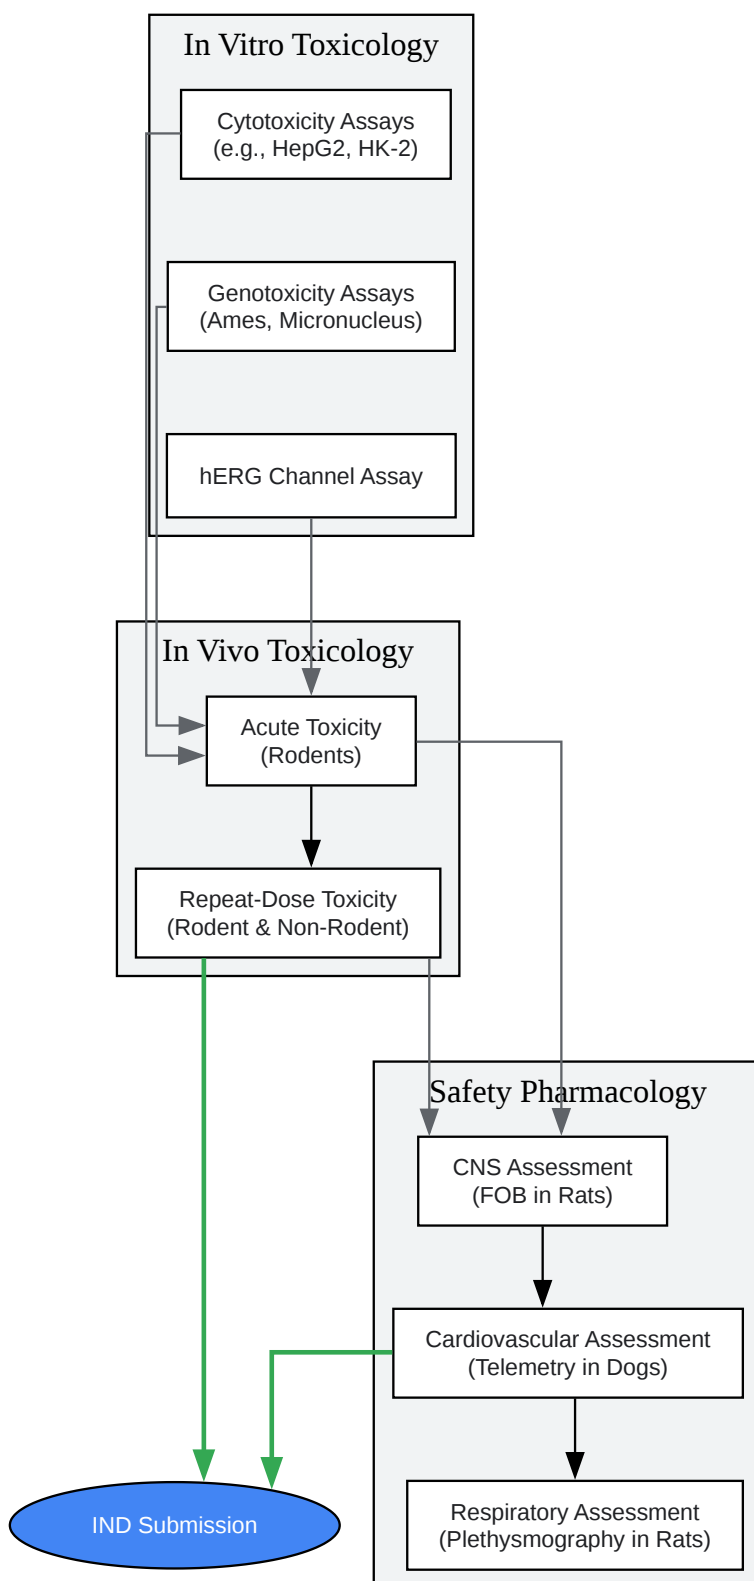 In Vitro Toxicology
Cytotoxicity Assays
(e.g., HepG2, HK-2)
Genotoxicity Assays
(Ames, Micronucleus)
hERG Channel Assay
In Vivo Toxicology
Acute Toxicity
(Rodents)
Repeat-Dose Toxicity
(Rodent & Non-Rodent)
Safety Pharmacology
CNS Assessment
(FOB in Rats)
Cardiovascular Assessment
(Telemetry in Dogs)
Respiratory Assessment
(Plethysmography in Rats)
IND Submission